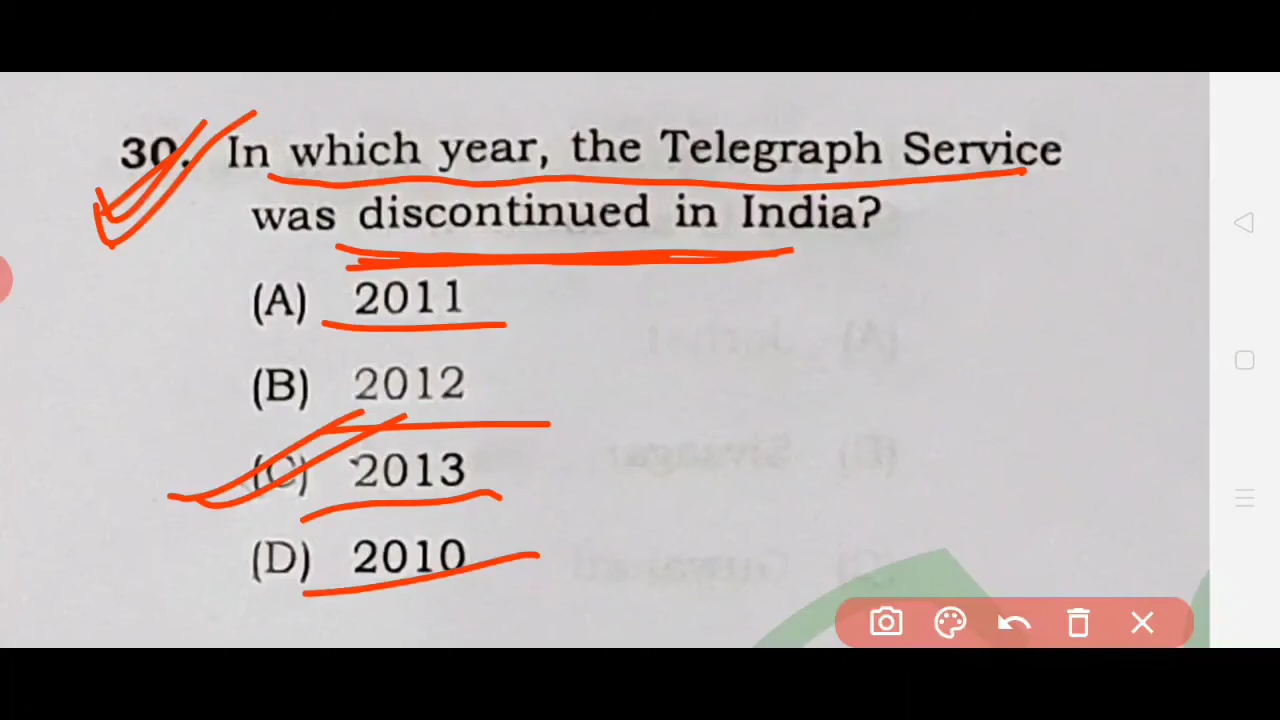 30. In which year, the Telegraph Service
was discontinued in India?
(A) 2011
(B) 2012
(C) 2013
(D) 2010